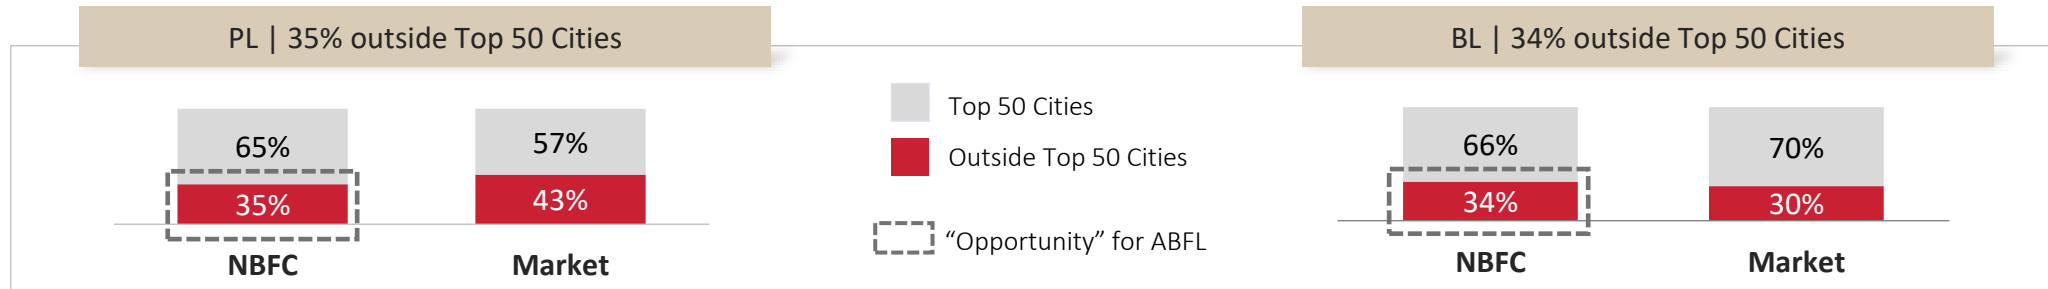 PL | 35% outside Top 50 Cities
65%
35%
NBFC
57%
43%
Market
Top 50 Cities
Outside Top 50 Cities
“Opportunity” for ABFL
BL | 34% outside Top 50 Cities
66%
34%
NBFC
70%
30%
Market